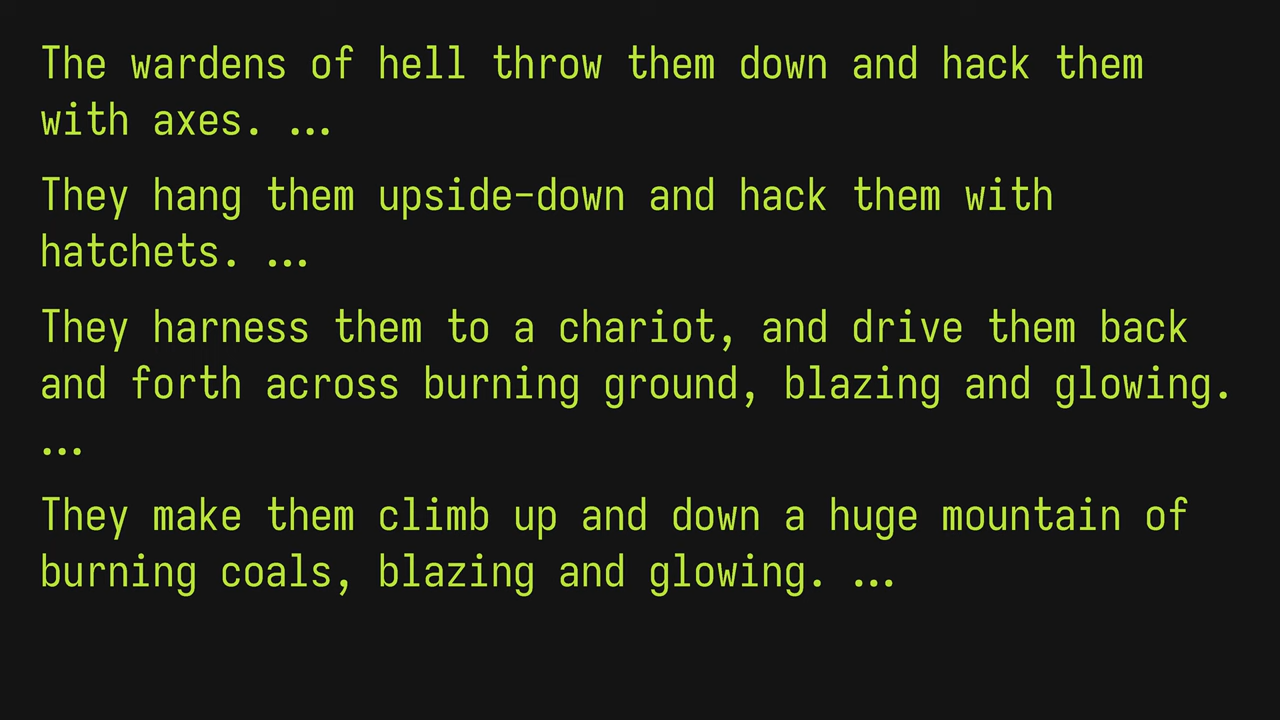 The wardens of hell throw them down and hack them
with axes. ...
They hang them upside-down and hack them with
hatchets. ...
They harness them to a chariot, and drive them back
and forth across burning ground, blazing and glowing.
...
They make them climb up and down a huge mountain of
burning coals, blazing and glowing. ...